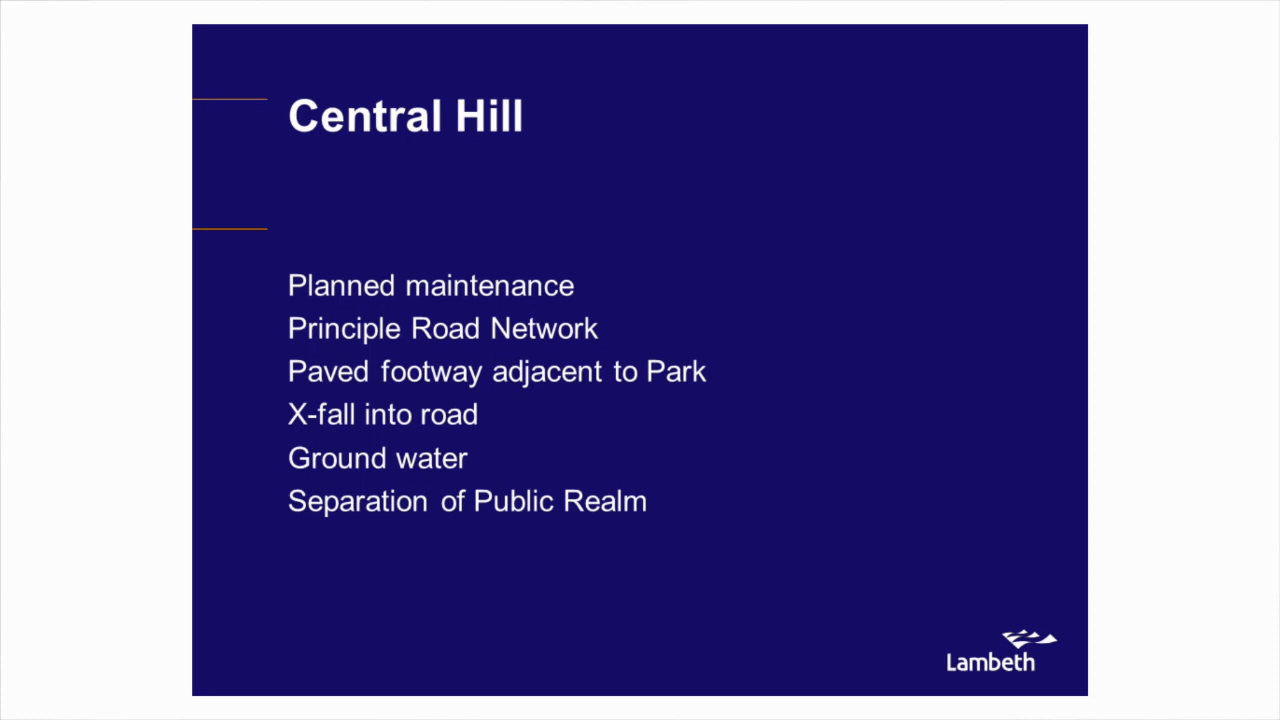 Central Hill
Planned maintenance
Principle Road Network
Paved footway adjacent to Park
X-fall into road
Ground water
Separation of Public Realm
Lambeth